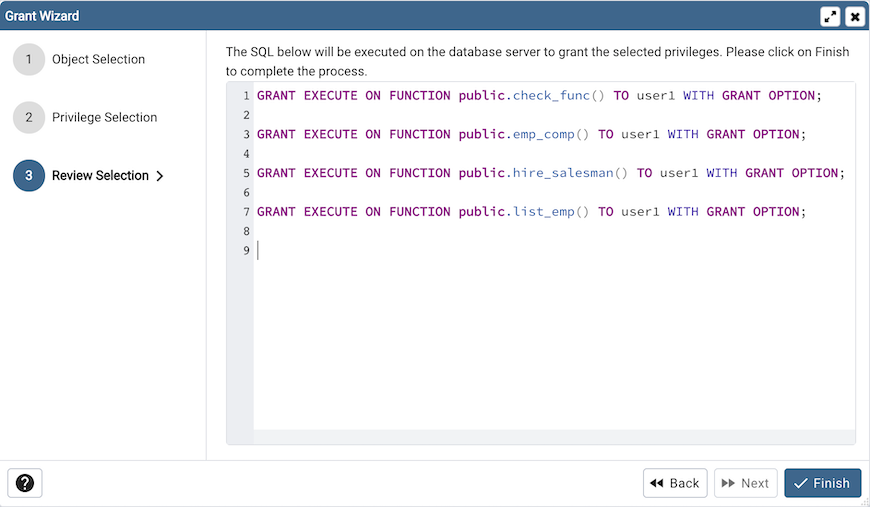 Grant Wizard
1 Object Selection
2 Privilege Selection
3 Review Selection
The SQL below will be executed on the database server to grant the selected privileges. Please click on Finish
to complete the process.
1 GRANT EXECUTE ON FUNCTION public.check_func() TO user1 WITH GRANT OPTION;
2
3 GRANT EXECUTE ON FUNCTION public.emp_comp() TO user1 WITH GRANT OPTION;
4
5 GRANT EXECUTE ON FUNCTION public.hire_salesman() TO user1 WITH GRANT OPTION;
6
7 GRANT EXECUTE ON FUNCTION public.list_emp() TO user1 WITH GRANT OPTION;
8
9
? Back Next Finish